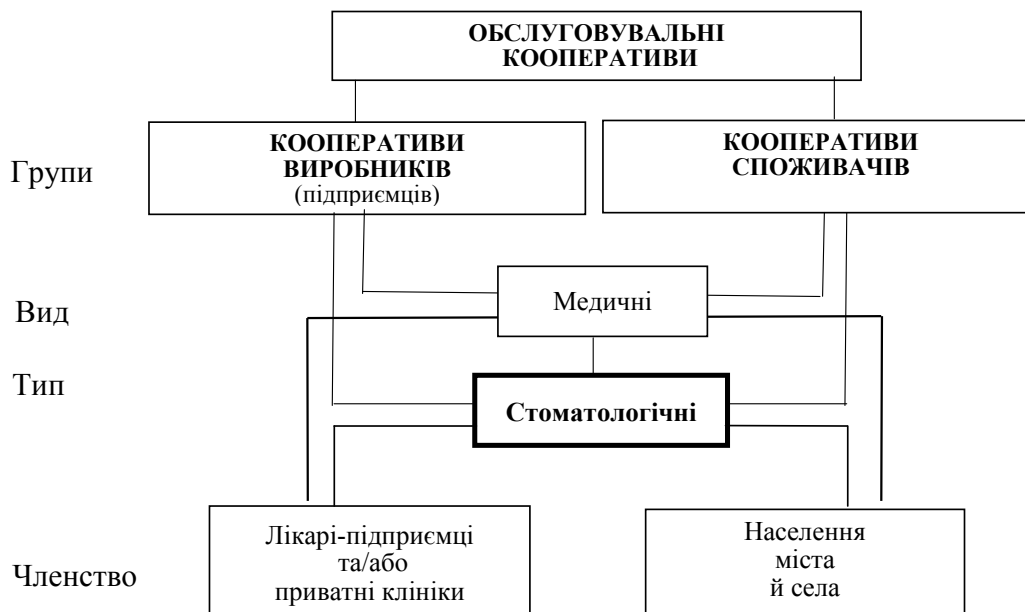 ОБСЛУГОВУВАЛЬНІ
КООПЕРАТИВИ
Групи
КООПЕРАТИВИ
ВИРОБНИКІВ
(підприємців)
КООПЕРАТИВИ
СПОЖИВАЧІВ
Вид
Медичні
Тип
Стоматологічні
Членство
Лікарі-підприємці
та/або
приватні клініки
Населення
міста
й села